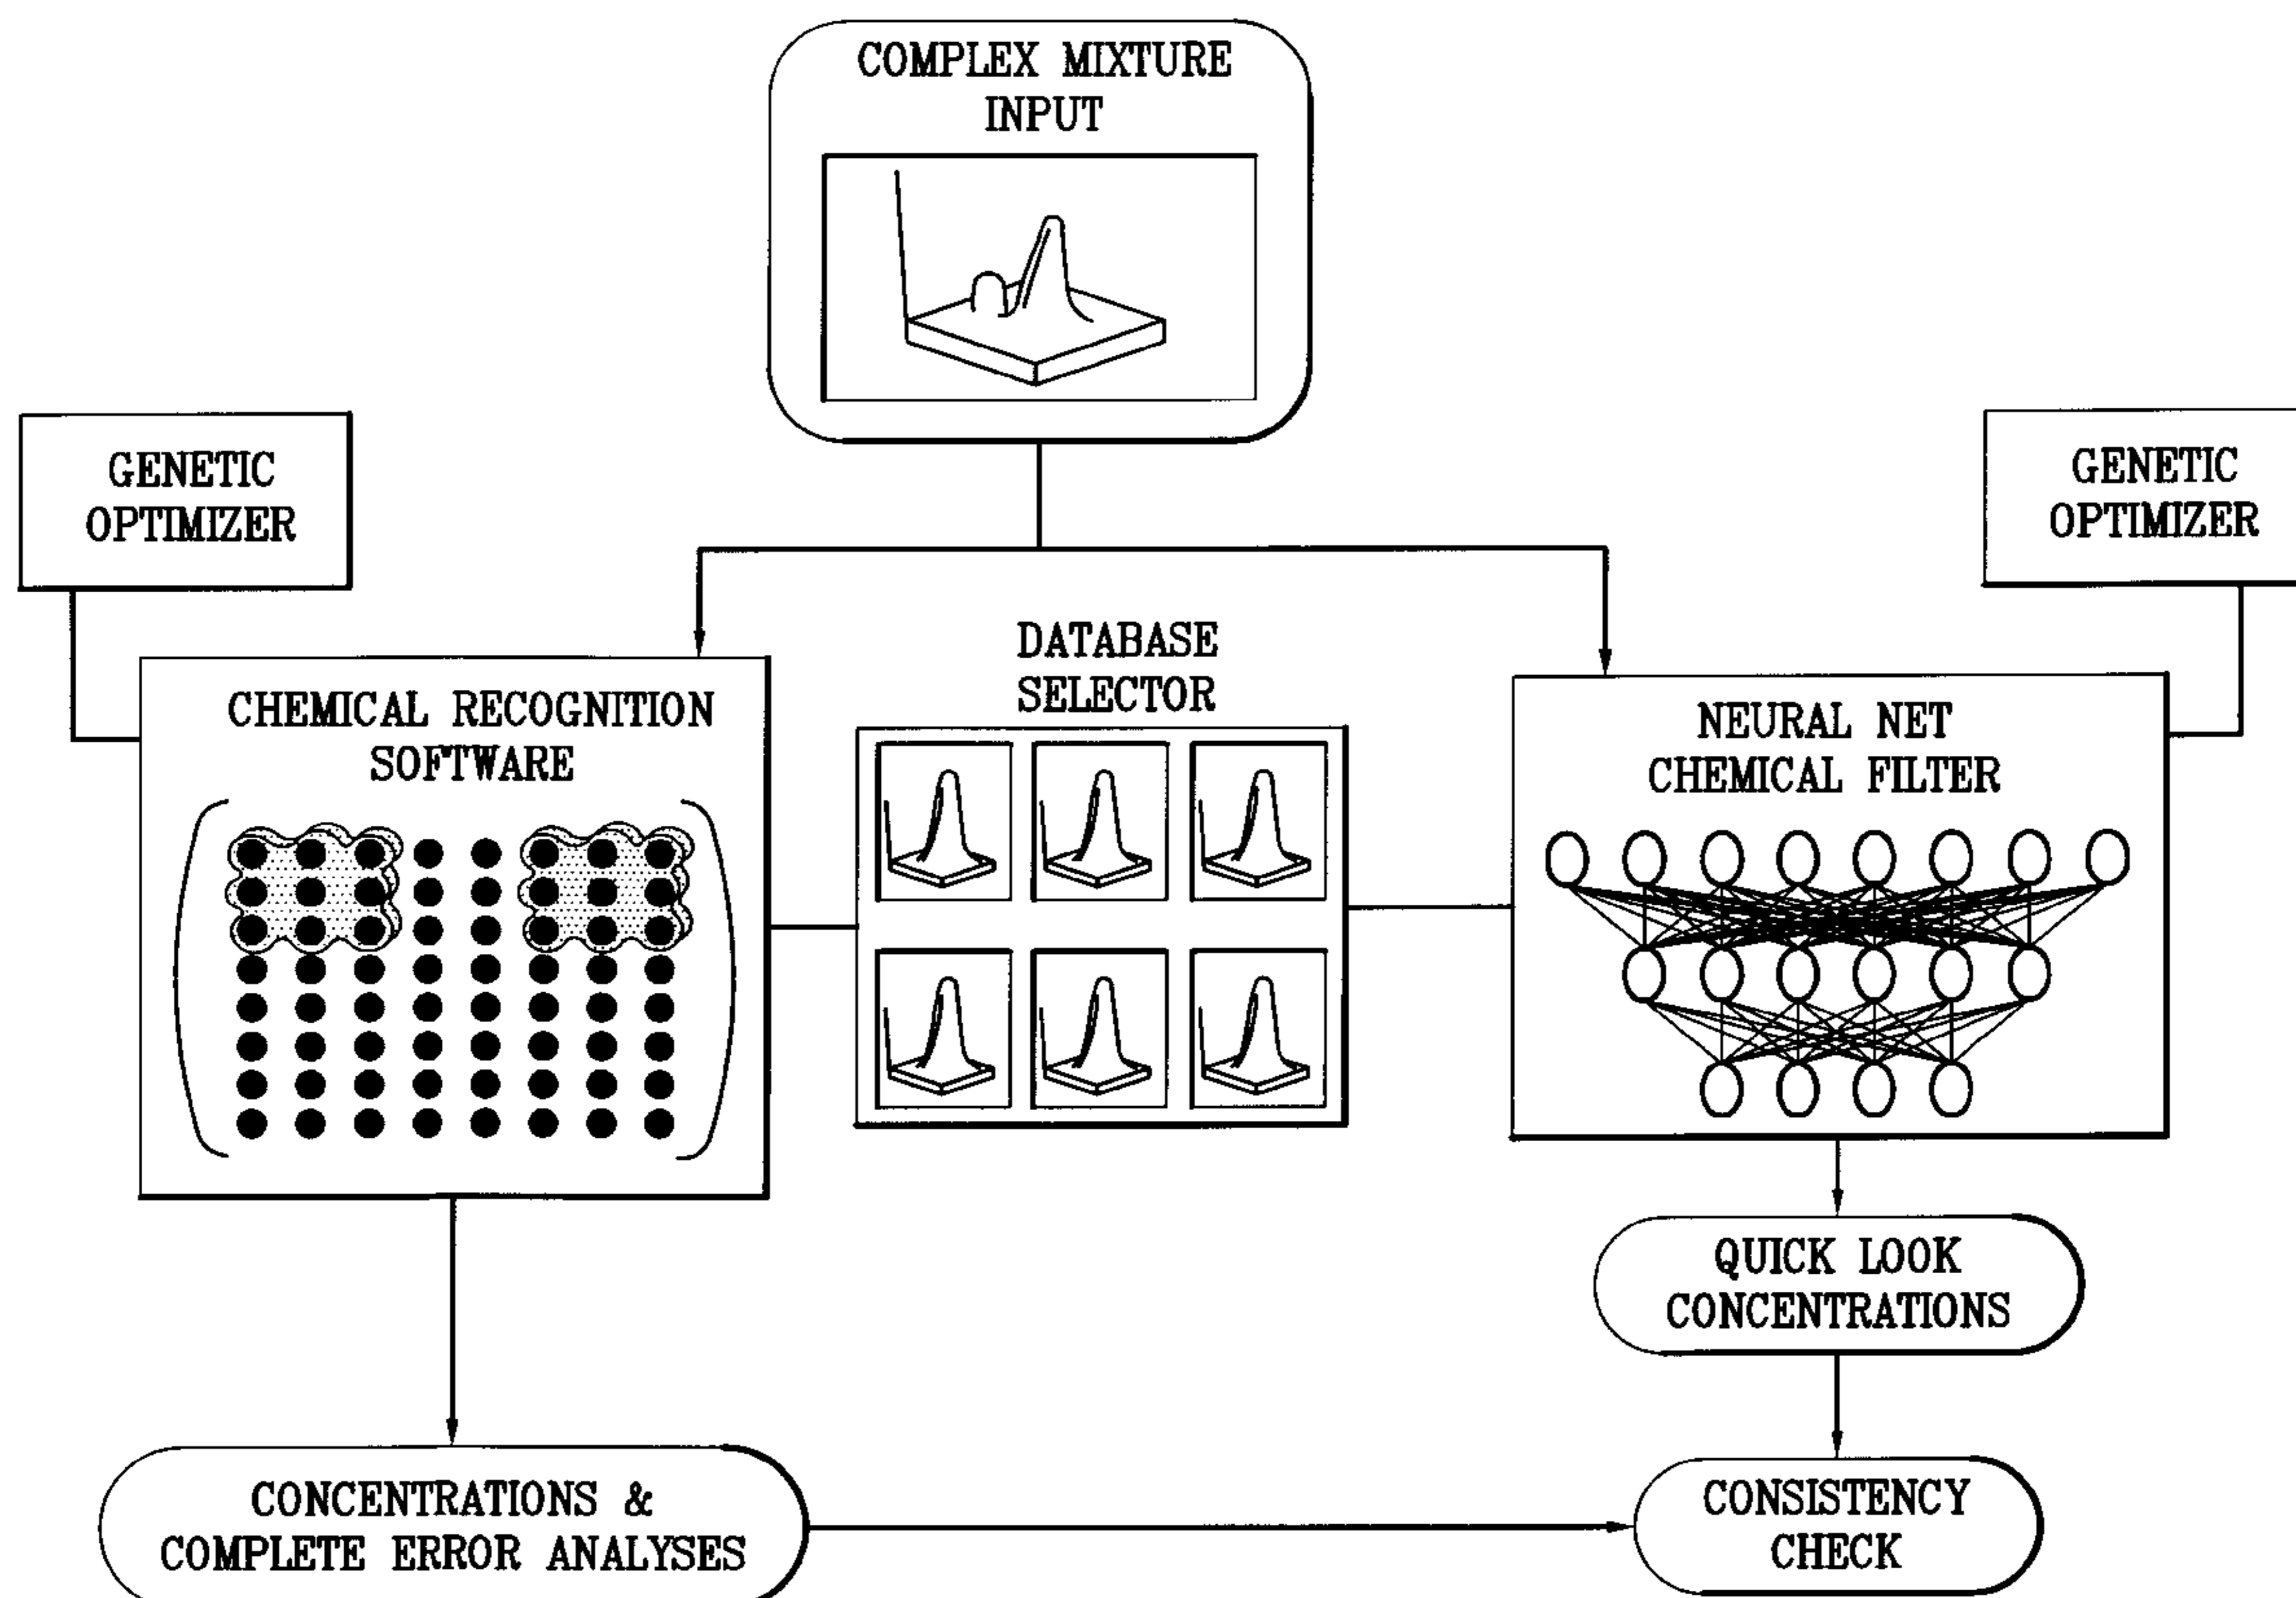 COMPLEX MIXTURE
INPUT
GENETIC
OPTIMIZER
GENETIC
OPTIMIZER
DATABASE
SELECTOR
CHEMICAL RECOGNITION
SOFTWARE
NEURAL NET
CHEMICAL FILTER
QUICK LOOK
CONCENTRATIONS
CONCENTRATIONS &
COMPLETE ERROR ANALYSES
CONSISTENCY
CHECK